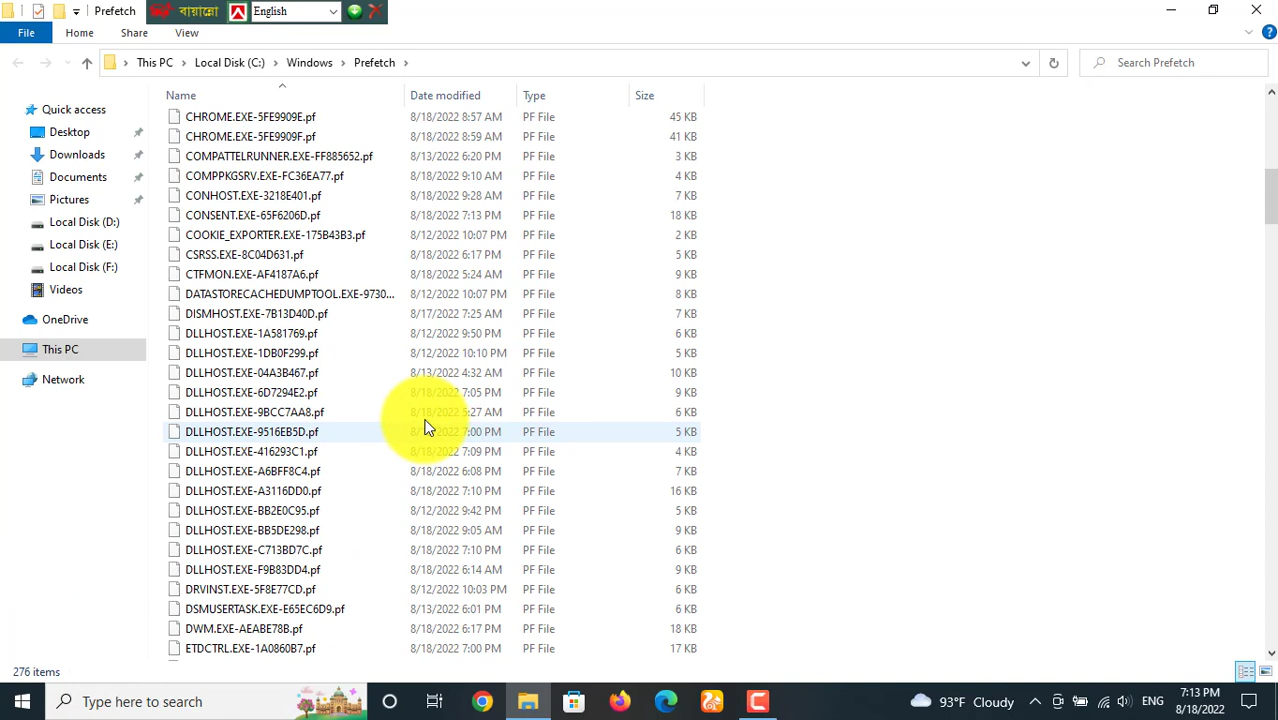 Prefetch বায়ান্নো English
File Home Share View
This PC Local Disk (C:) Windows Prefetch Search Prefetch
Name Date modified Type Size
Quick access
Desktop
Downloads
Documents
Pictures
Local Disk (D:)
Local Disk (E:)
Local Disk (F:)
Videos
OneDrive
This PC
Network
CHROME.EXE-5FE9909E.pf 8/18/2022 8:57 AM PF File 45 KB
CHROME.EXE-5FE9909F.pf 8/18/2022 8:59 AM PF File 41 KB
COMPATTELRUNNER.EXE-FF885652.pf 8/13/2022 6:20 PM PF File 3 KB
COMPPKGSRV.EXE-FC36EA77.pf 8/18/2022 9:10 AM PF File 4 KB
CONHOST.EXE-3218E401.pf 8/18/2022 9:28 AM PF File 7 KB
CONSENT.EXE-65F6206D.pf 8/18/2022 7:13 PM PF File 18 KB
COOKIE_EXPORTER.EXE-175B43B3.pf 8/12/2022 10:07 PM PF File 2 KB
CSRSS.EXE-8C04D631.pf 8/18/2022 6:17 PM PF File 5 KB
CTFMON.EXE-AF4187A6.pf 8/18/2022 5:24 AM PF File 9 KB
DATASTORECACHEDUMPTOOL.EXE-9730... 8/12/2022 10:07 PM PF File 8 KB
DISMHOST.EXE-7B13D40D.pf 8/17/2022 7:25 AM PF File 7 KB
DLLHOST.EXE-1A581769.pf 8/12/2022 9:50 PM PF File 6 KB
DLLHOST.EXE-1DB0F299.pf 8/12/2022 10:10 PM PF File 5 KB
DLLHOST.EXE-04A3B467.pf 8/13/2022 4:32 AM PF File 10 KB
DLLHOST.EXE-6D7294E2.pf 8/18/2022 7:05 PM PF File 9 KB
DLLHOST.EXE-9BCC7AA8.pf 8/18/2022 5:27 AM PF File 6 KB
DLLHOST.EXE-9516EB5D.pf 7:00 PM PF File 5 KB
DLLHOST.EXE-416293C1.pf 8/18/2022 7:09 PM PF File 4 KB
DLLHOST.EXE-A6BFF8C4.pf 8/18/2022 6:08 PM PF File 7 KB
DLLHOST.EXE-A3116DD0.pf 8/18/2022 7:10 PM PF File 16 KB
DLLHOST.EXE-BB2E0C95.pf 8/12/2022 9:42 PM PF File 5 KB
DLLHOST.EXE-BB5DE298.pf 8/18/2022 9:05 AM PF File 9 KB
DLLHOST.EXE-C713BD7C.pf 8/18/2022 7:10 PM PF File 6 KB
DLLHOST.EXE-F9B83DD4.pf 8/18/2022 6:14 AM PF File 9 KB
DRVINST.EXE-5F8E77CD.pf 8/12/2022 10:03 PM PF File 6 KB
DSMUSERTASK.EXE-E65EC6D9.pf 8/13/2022 6:01 PM PF File 6 KB
DWM.EXE-AEABE78B.pf 8/18/2022 6:17 PM PF File 18 KB
ETDCTRL.EXE-1A0860B7.pf 8/18/2022 7:00 PM PF File 17 KB
276 items
Type here to search 93°F Cloudy ENG 7:13 PM
8/18/2022